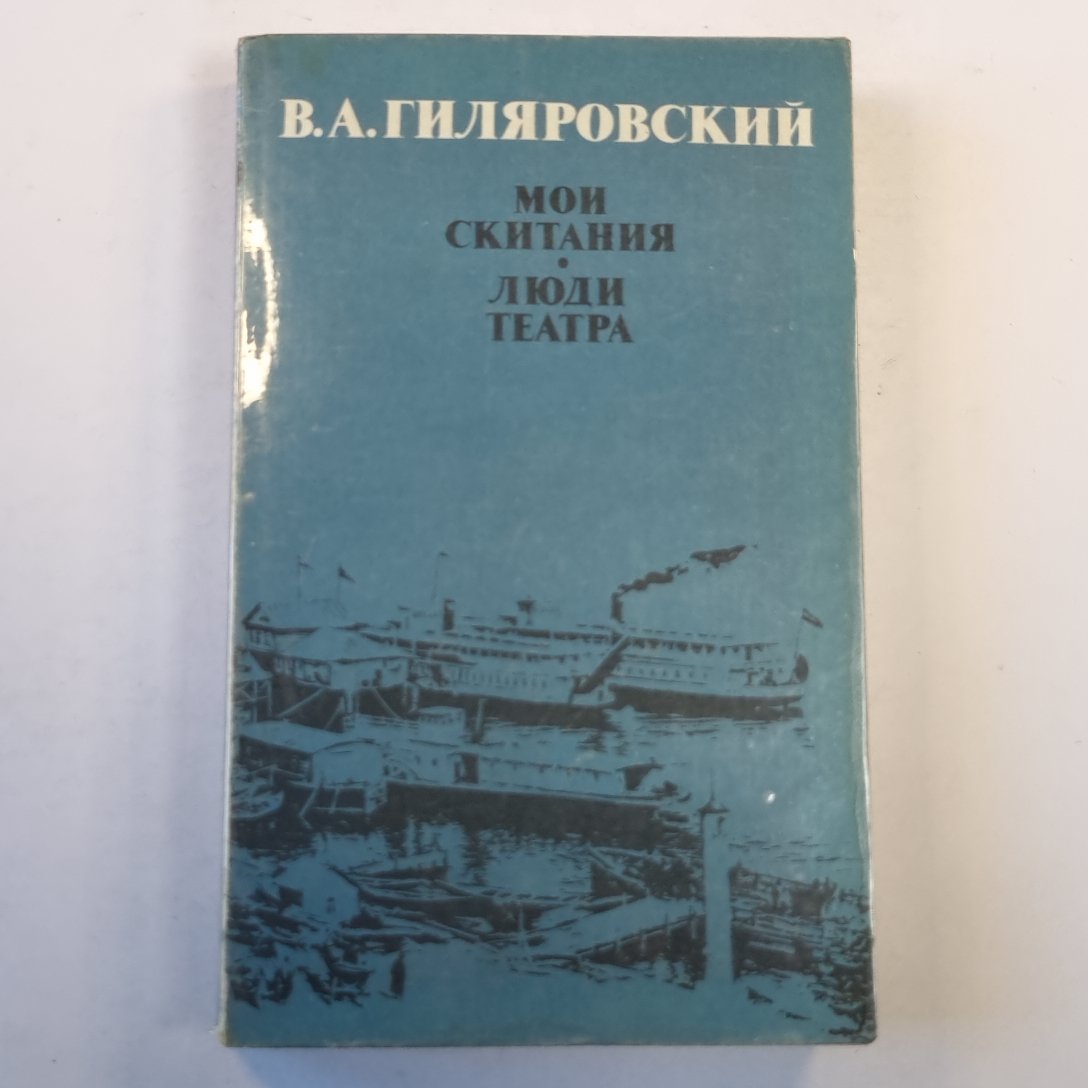 В.А.ГИЛЯРОВСКИЙ
МОИ
СКИТАНИЯ
•
ЛЮДИ
ТЕАТРА